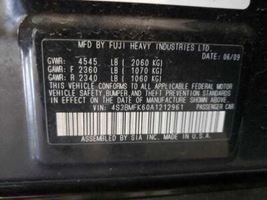 MFD BY FUJI HEAVY INDUSTRIES LTD.
DATE 06/09
GVWR: 4545 LB ( 2060 KG)
GAWR: F 2360 LB ( 1070 KG)
GAWR: R 2340 LB ( 1060 KG)
THIS VEHICLE CONFORMS TO ALL APPLICABLE FEDERAL MOTOR
VEHICLE SAFETY, BUMPER, AND THEFT PREVENTION STANDARDS IN
EFFECT ON THE DATE OF MANUFACTURE SHOWN ABOVE.
VIN: 4S3BMFK60A1212961 PASSENGER CAR
ASSEMBLED BY SIA INC. IN U.S.A.